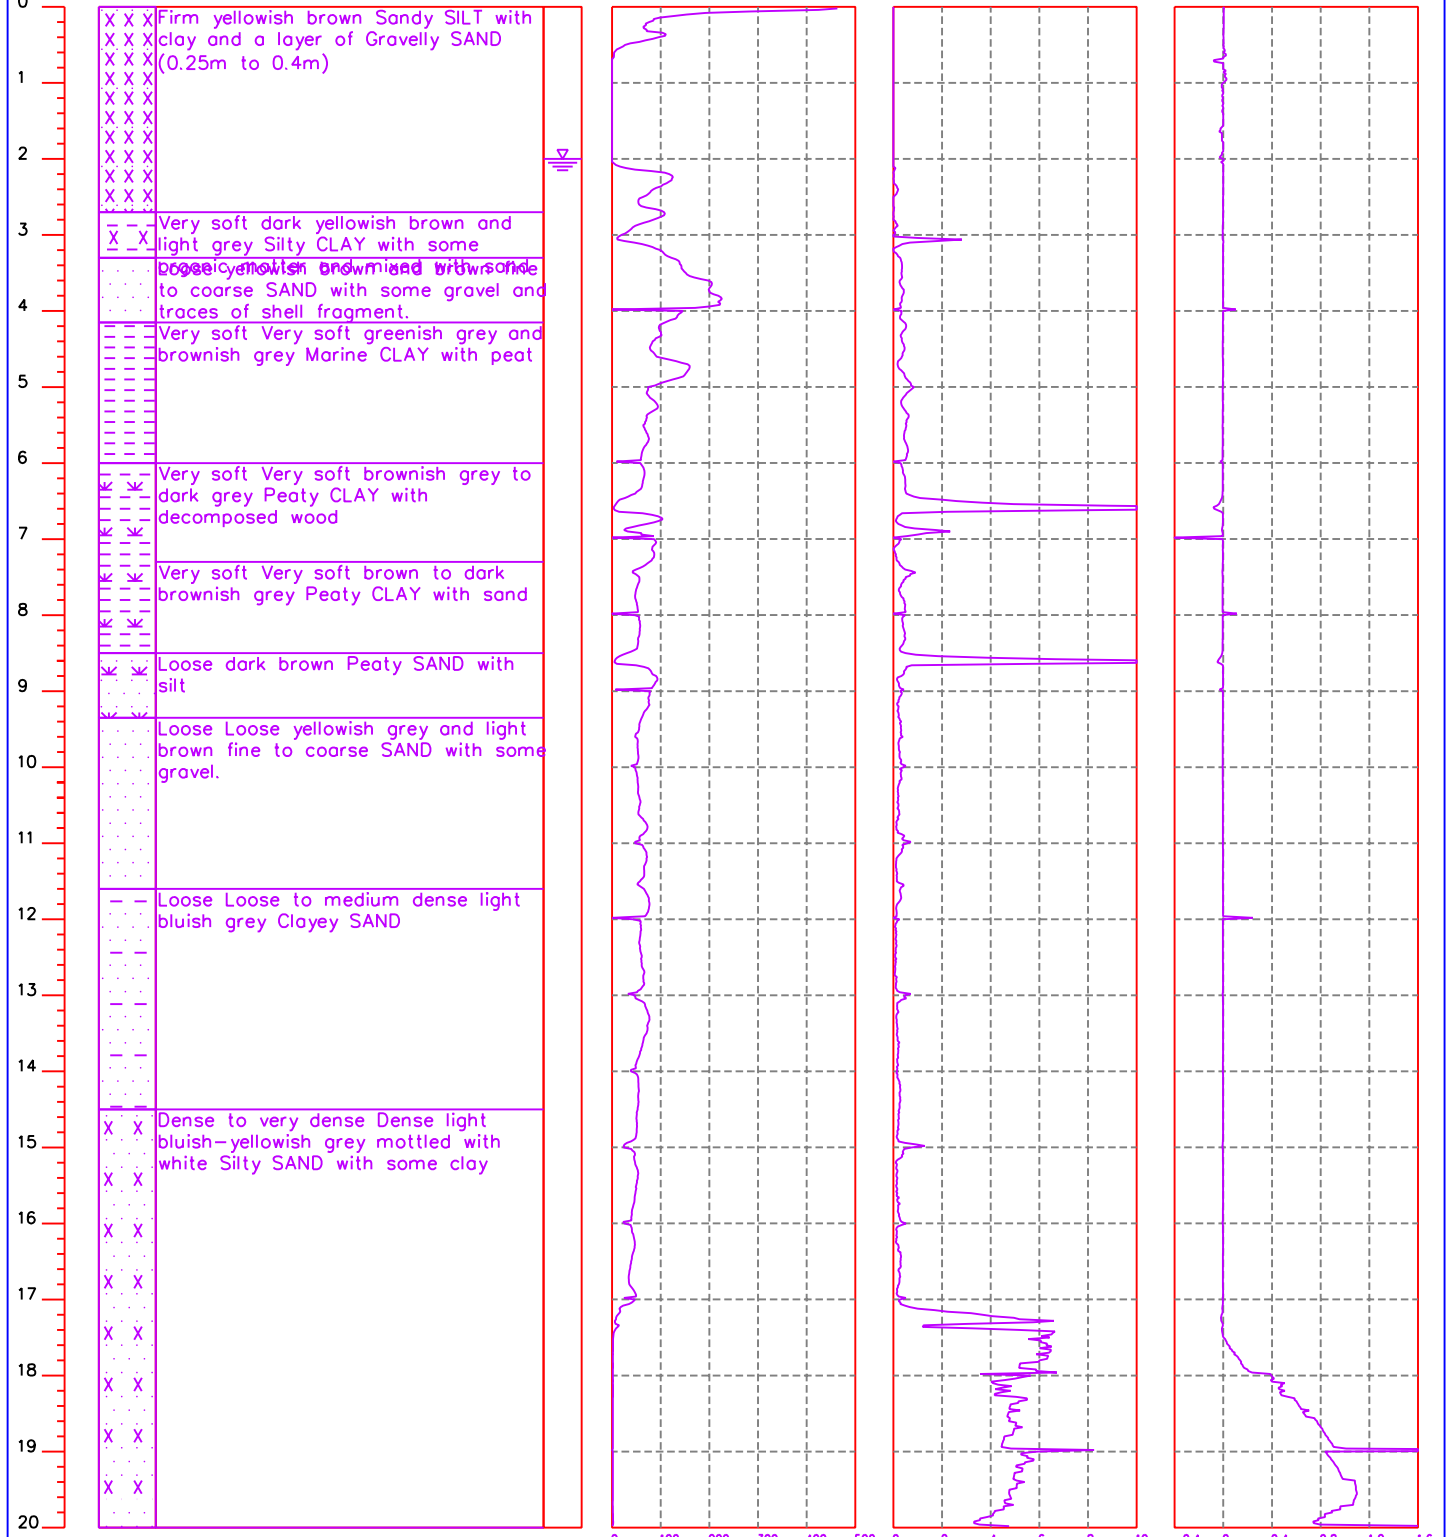 0
Firm yellowish brown Sandy SILT with
clay and a layer of Gravelly SAND
(0.25m to 0.4m)
1
2
Very soft dark yellowish brown and
light grey Silty CLAY with some
organic matter and mixed with sand
Loose yellowish brown and brown fine
to coarse SAND with some gravel and
traces of shell fragment.
3
4
Very soft Very soft greenish grey and
brownish grey Marine CLAY with peat
5
6
Very soft Very soft brownish grey to
dark grey Peaty CLAY with
decomposed wood
7
Very soft Very soft brown to dark
brownish grey Peaty CLAY with sand
8
Loose dark brown Peaty SAND with
silt
9
Loose Loose yellowish grey and light
brown fine to coarse SAND with some
gravel.
10
11
Loose Loose to medium dense light
bluish grey Clayey SAND
12
13
14
Dense to very dense Dense light
bluish-yellowish grey mottled with
white Silty SAND with some clay
15
16
17
18
19
20